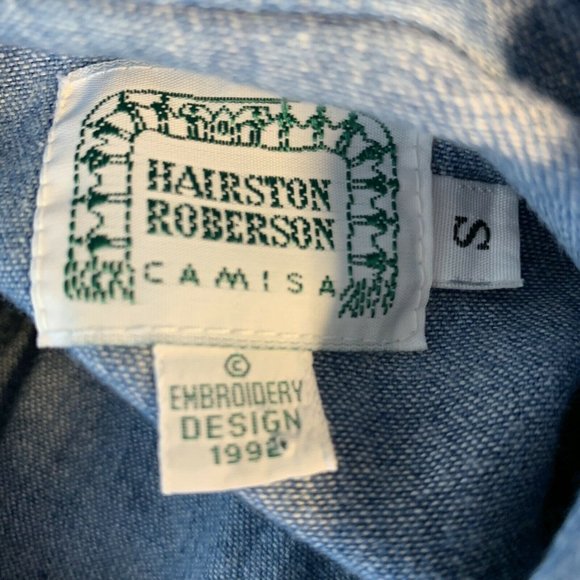 HAIRSTON
ROBERSON
CAMISA
S
©
EMBROIDERY
DESIGN
1992